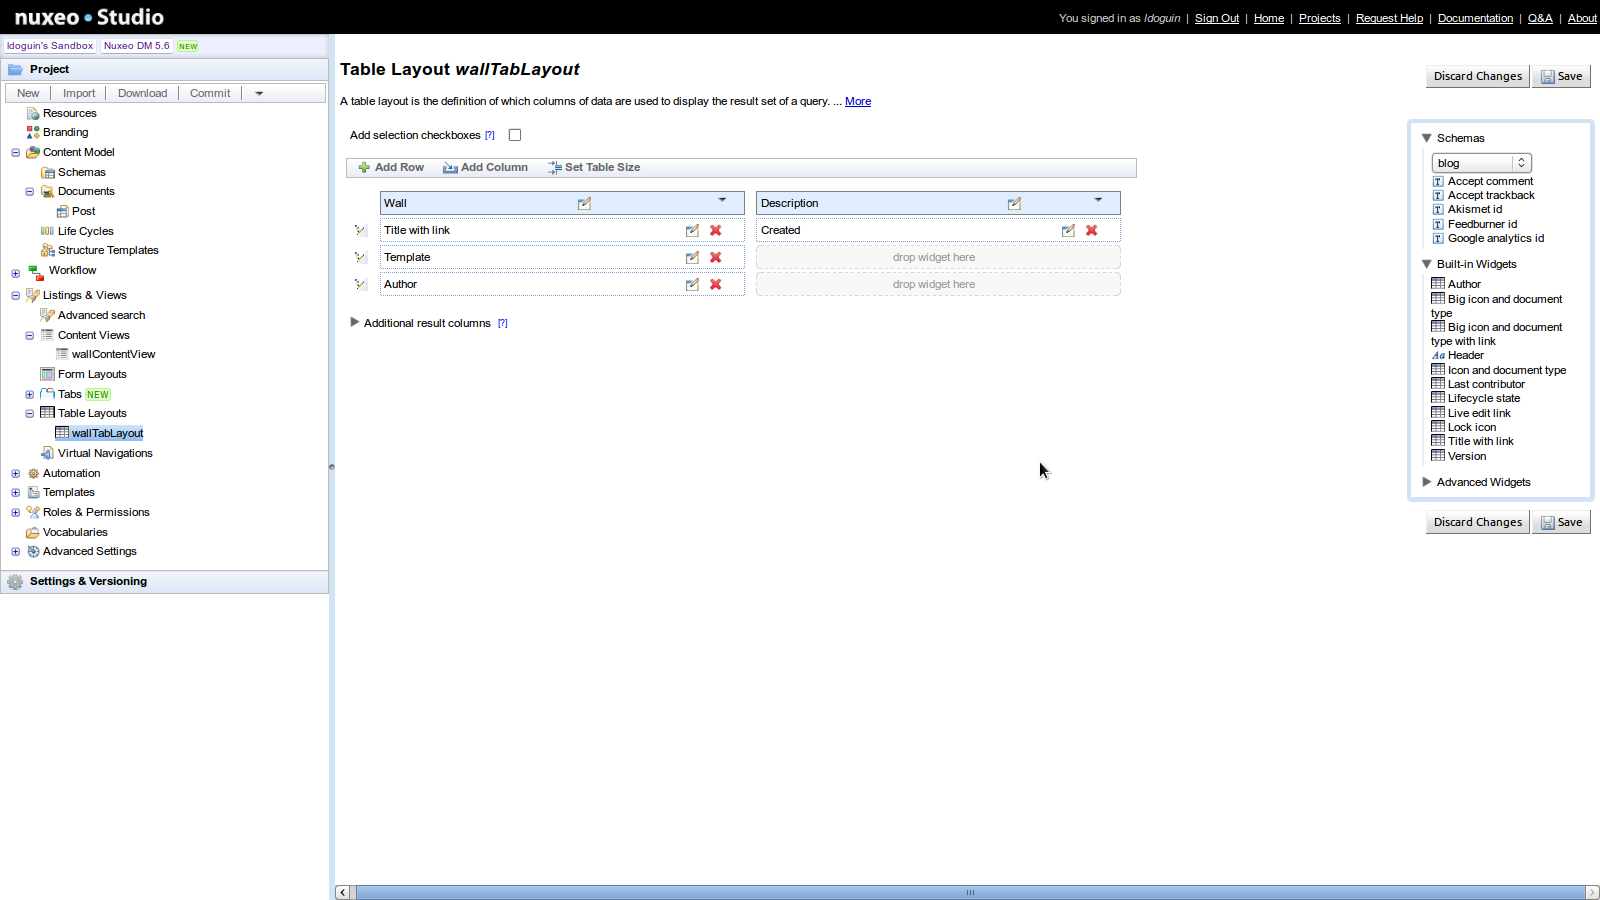 nuxeo • Studio
You signed in as ldoguin | Sign Out | Home | Projects | Request Help | Documentation | Q&A | About
ldoguin's Sandbox Nuxeo DM 5.6 NEW
Project
New Import Download Commit
Resources
Branding
Content Model
Schemas
Documents
Post
Life Cycles
Structure Templates
Workflow
Listings & Views
Advanced search
Content Views
wallContentView
Form Layouts
Tabs NEW
Table Layouts
wallTabLayout
Virtual Navigations
Automation
Templates
Roles & Permissions
Vocabularies
Advanced Settings
Settings & Versioning
Table Layout wallTabLayout
Discard Changes Save
A table layout is the definition of which columns of data are used to display the result set of a query. ... More
Add selection checkboxes [?]
Add Row Add Column Set Table Size
Wall Description
Title with link Created
Template drop widget here
Author drop widget here
Additional result columns [?]
Schemas
blog
Accept comment
Accept trackback
Akismet id
Feedburner id
Google analytics id
Built-in Widgets
Author
Big icon and document
type
Big icon and document
type with link
Aa Header
Icon and document type
Last contributor
Lifecycle state
Live edit link
Lock icon
Title with link
Version
Advanced Widgets
Discard Changes Save